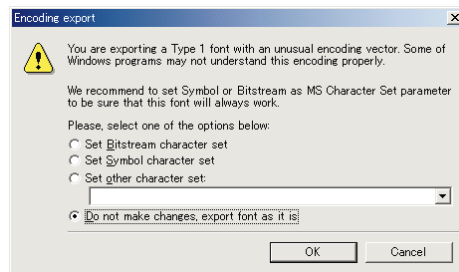 Encoding export
You are exporting a Type 1 font with an unusual encoding vector. Some of
Windows programs may not understand this encoding properly.
We recommend to set Symbol or Bitstream as MS Character Set parameter
to be sure that this font will always work.
Please, select one of the options below:
Set Bitstream character set
Set Symbol character set
Set other character set:
Do not make changes, export font as it is
OK Cancel